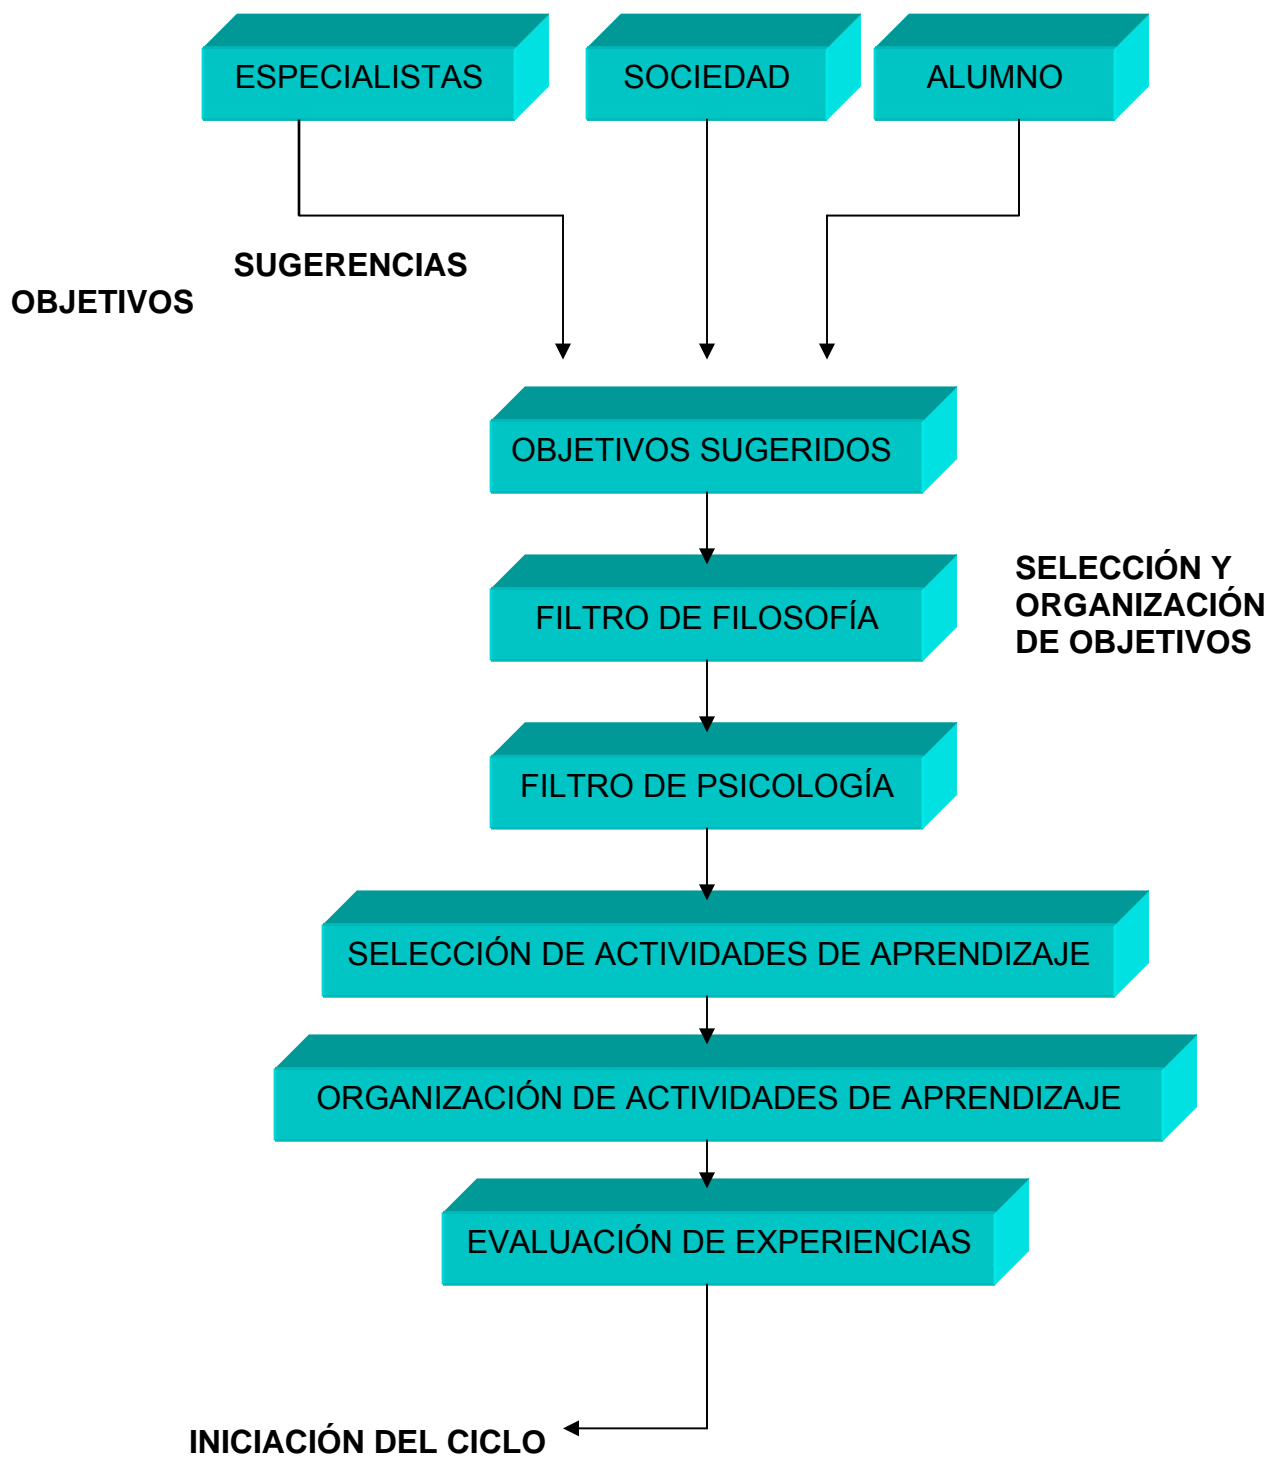 ESPECIALISTAS
SOCIEDAD
ALUMNO
SUGERENCIAS
OBJETIVOS
OBJETIVOS SUGERIDOS
FILTRO DE FILOSOFÍA
SELECCIÓN Y
ORGANIZACIÓN
DE OBJETIVOS
FILTRO DE PSICOLOGÍA
SELECCIÓN DE ACTIVIDADES DE APRENDIZAJE
ORGANIZACIÓN DE ACTIVIDADES DE APRENDIZAJE
EVALUACIÓN DE EXPERIENCIAS
INICIACIÓN DEL CICLO